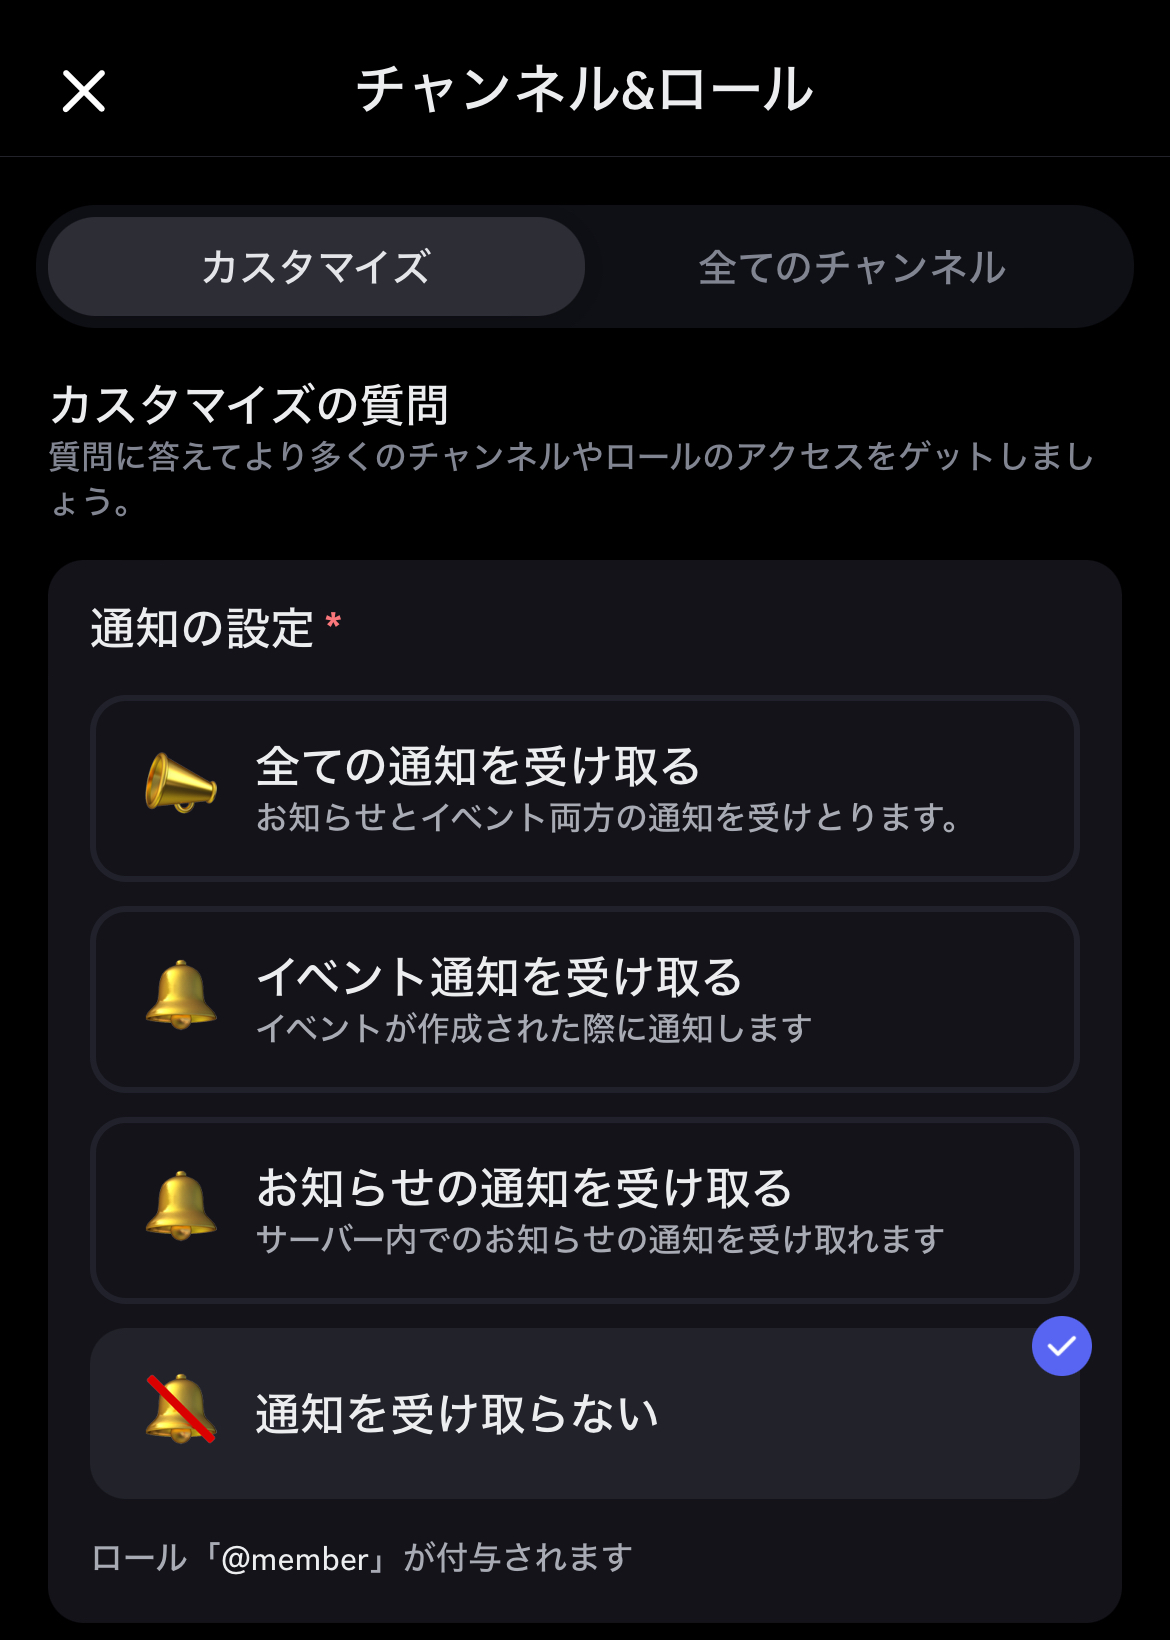 チャンネル&ロール
カスタマイズ
全てのチャンネル
カスタマイズの質問
質問に答えてより多くのチャンネルやロールのアクセスをゲットしまし
ょう。
通知の設定 *
全ての通知を受け取る
お知らせとイベント両方の通知を受けとります。
イベント通知を受け取る
イベントが作成された際に通知します
お知らせの通知を受け取る
サーバー内でのお知らせの通知を受け取れます
通知を受け取らない
ロール「@member」が付与されます